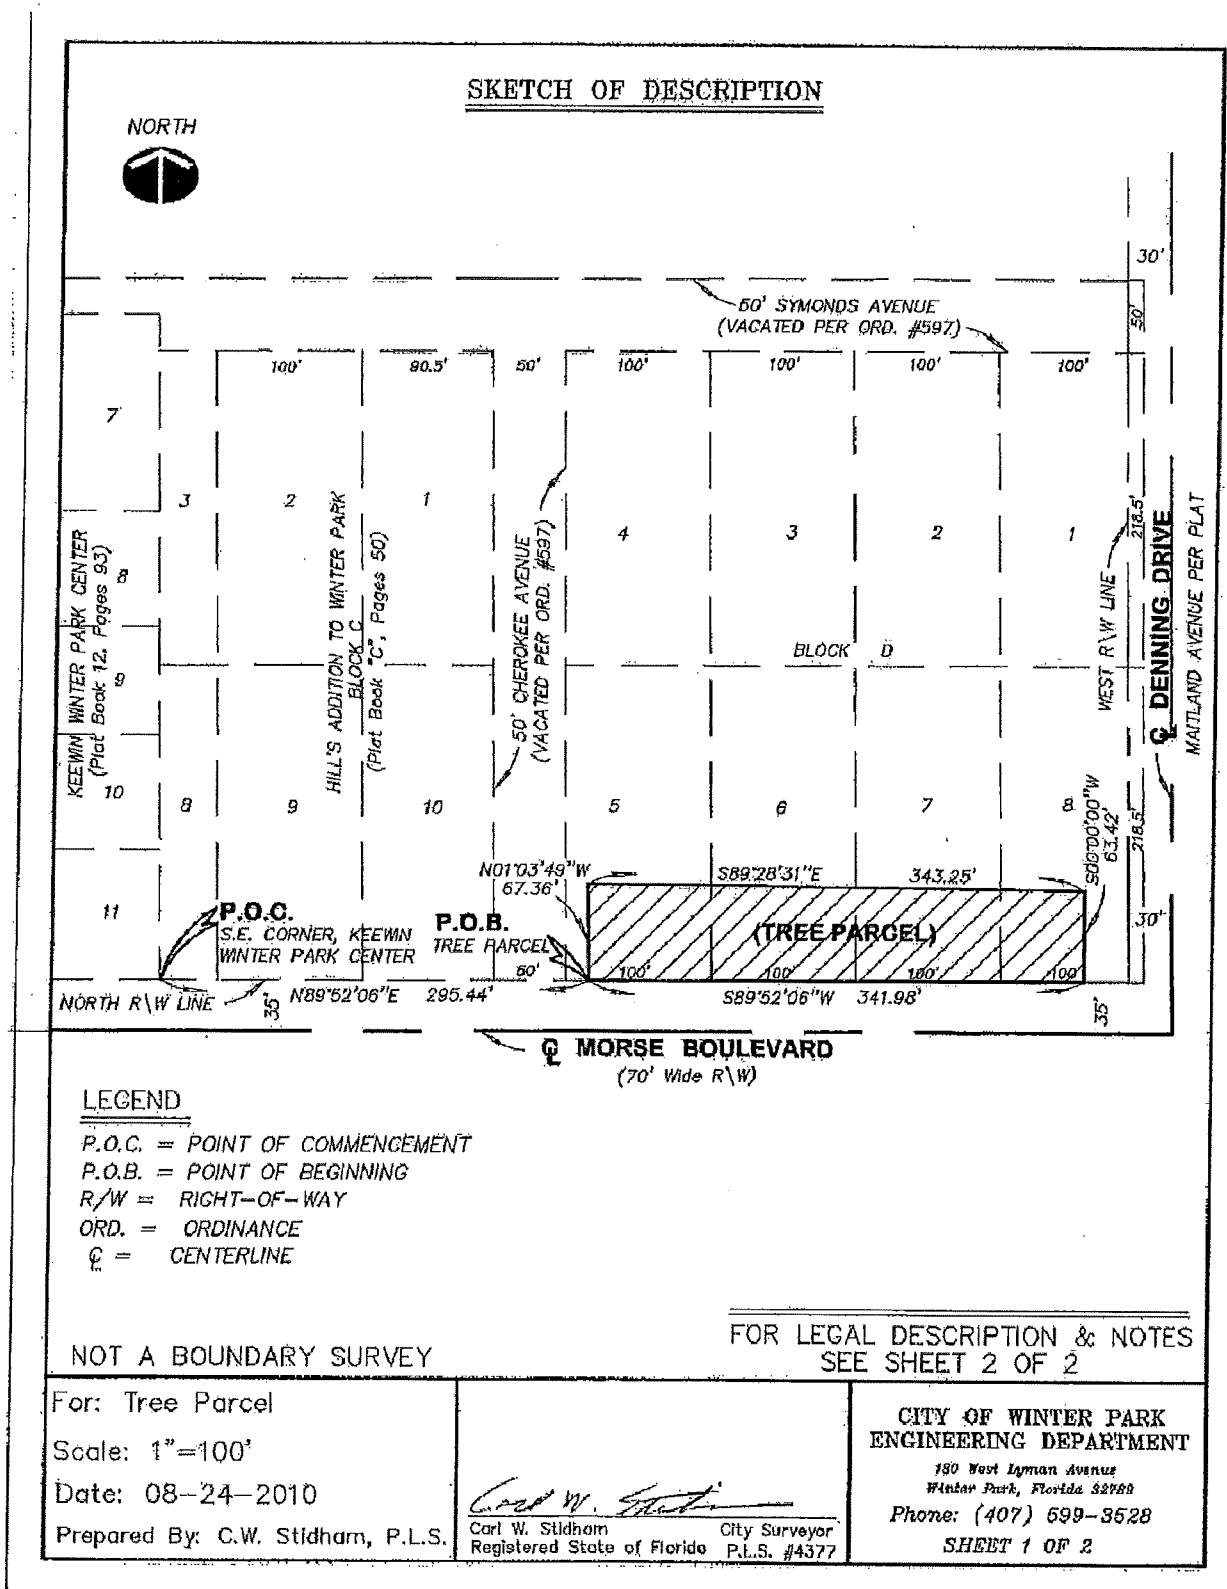 SKETCH OF DESCRIPTION
NORTH
30'
50' SYMONDS AVENUE
(VACATED PER ORD. #597)
50'
100'
90.5'
50'
100'
100'
100'
100'
7
3
2
1
4
3
2
1
218.5'
KEEWIN WINTER PARK CENTER
(Plat Book 12, Pages 93)
8
9
HILL'S ADDITION TO WINTER PARK
BLOCK C
(Plat Book "C", Pages 50)
50' CHEROKEE AVENUE
(VACATED PER ORD. #597)
BLOCK D
WEST R\W LINE
℄ DENNING DRIVE
MAITLAND AVENUE PER PLAT
10
8
9
10
5
6
7
8
S00°00'00"W
63.42'
218.5'
N01°03'49"W
67.36'
S89°28'31"E 343.25'
11
P.O.C.
S.E. CORNER, KEEWIN
WINTER PARK CENTER
P.O.B.
TREE PARCEL
(TREE PARCEL)
30'
50'
100'
100'
100'
100'
NORTH R\W LINE
35'
N89°52'06"E 295.44'
S89°52'06"W 341.98'
35'
℄ MORSE BOULEVARD
(70' Wide R\W)
LEGEND
P.O.C. = POINT OF COMMENCEMENT
P.O.B. = POINT OF BEGINNING
R/W = RIGHT-OF-WAY
ORD. = ORDINANCE
℄ = CENTERLINE
NOT A BOUNDARY SURVEY
FOR LEGAL DESCRIPTION & NOTES
SEE SHEET 2 OF 2
For: Tree Parcel
Scale: 1"=100'
Date: 08-24-2010
Prepared By: C.W. Stidham, P.L.S.
Carl W. Stidham
Carl W. Stidham City Surveyor
Registered State of Florida P.L.S. #4377
CITY OF WINTER PARK
ENGINEERING DEPARTMENT
180 West Lyman Avenue
Winter Park, Florida 32789
Phone: (407) 599-3528
SHEET 1 OF 2